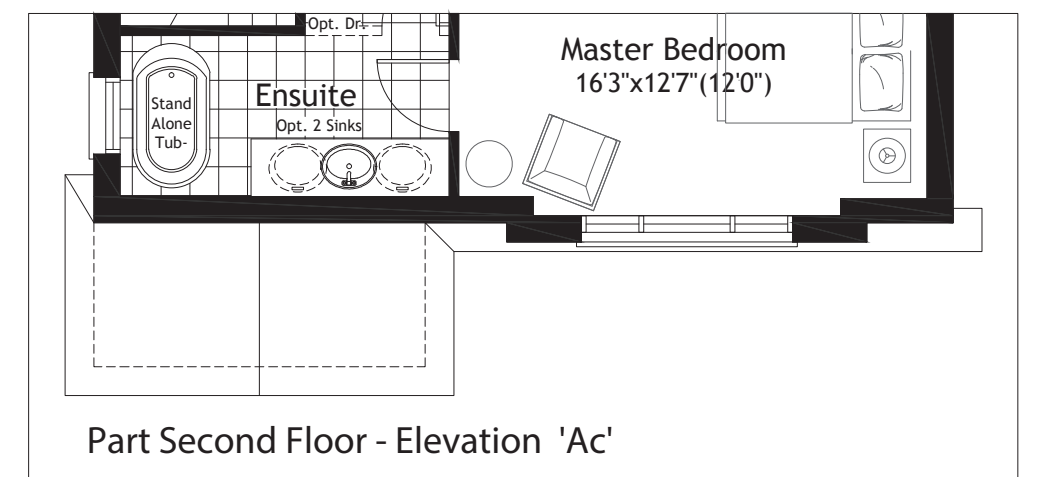 Opt. Dr.
Master Bedroom
16'3"x12'7"(12'0")
Stand
Alone
Tub-
Ensuite
Opt. 2 Sinks
Part Second Floor - Elevation 'Ac'